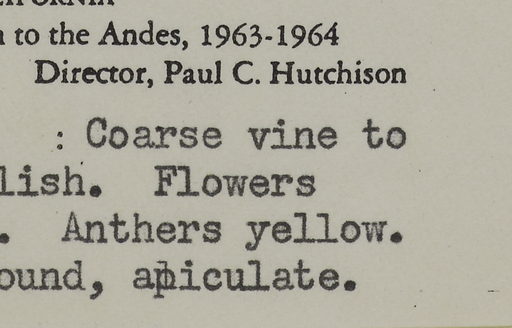 to the Andes, 1963-1964
Director, Paul C. Hutchison
: Coarse vine to
lish. Flowers
. Anthers yellow.
ound, apiculate.